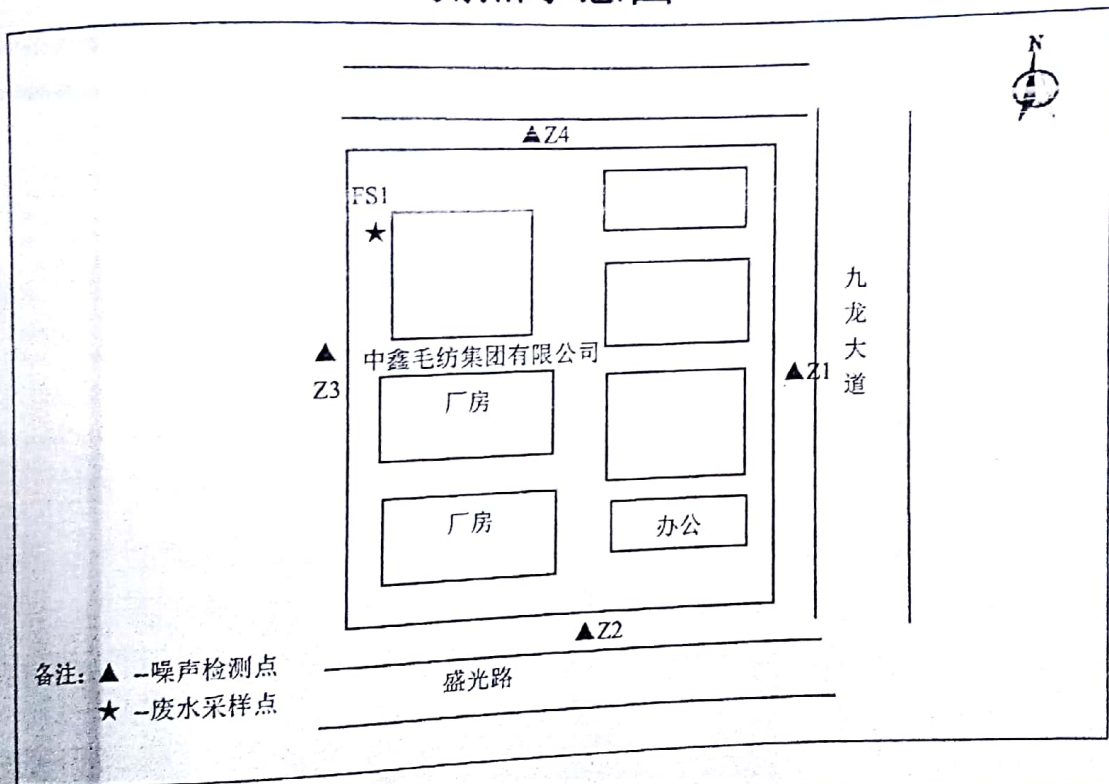 N
▲Z4
FS1
★
九龙大道
▲
中鑫毛纺集团有限公司
Z3
▲Z1
厂房
厂房
办公
▲Z2
备注: ▲ –噪声检测点
★ –废水采样点
盛光路